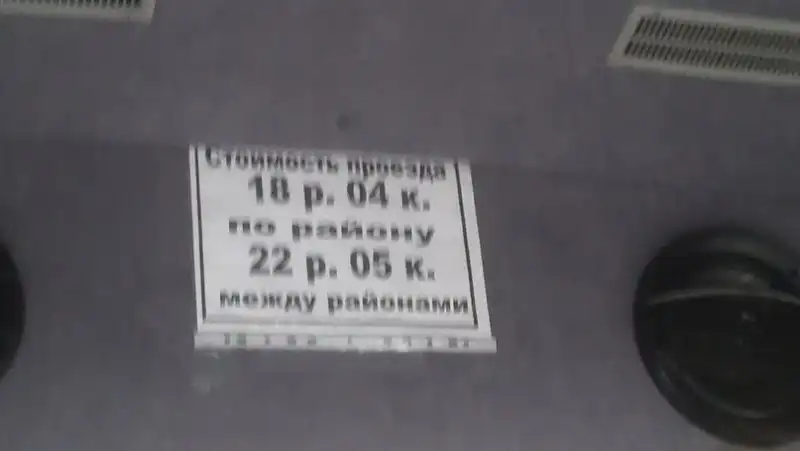 Стоимость проезда
18 р. 04 к.
по району
22 р. 05 к.
между районами